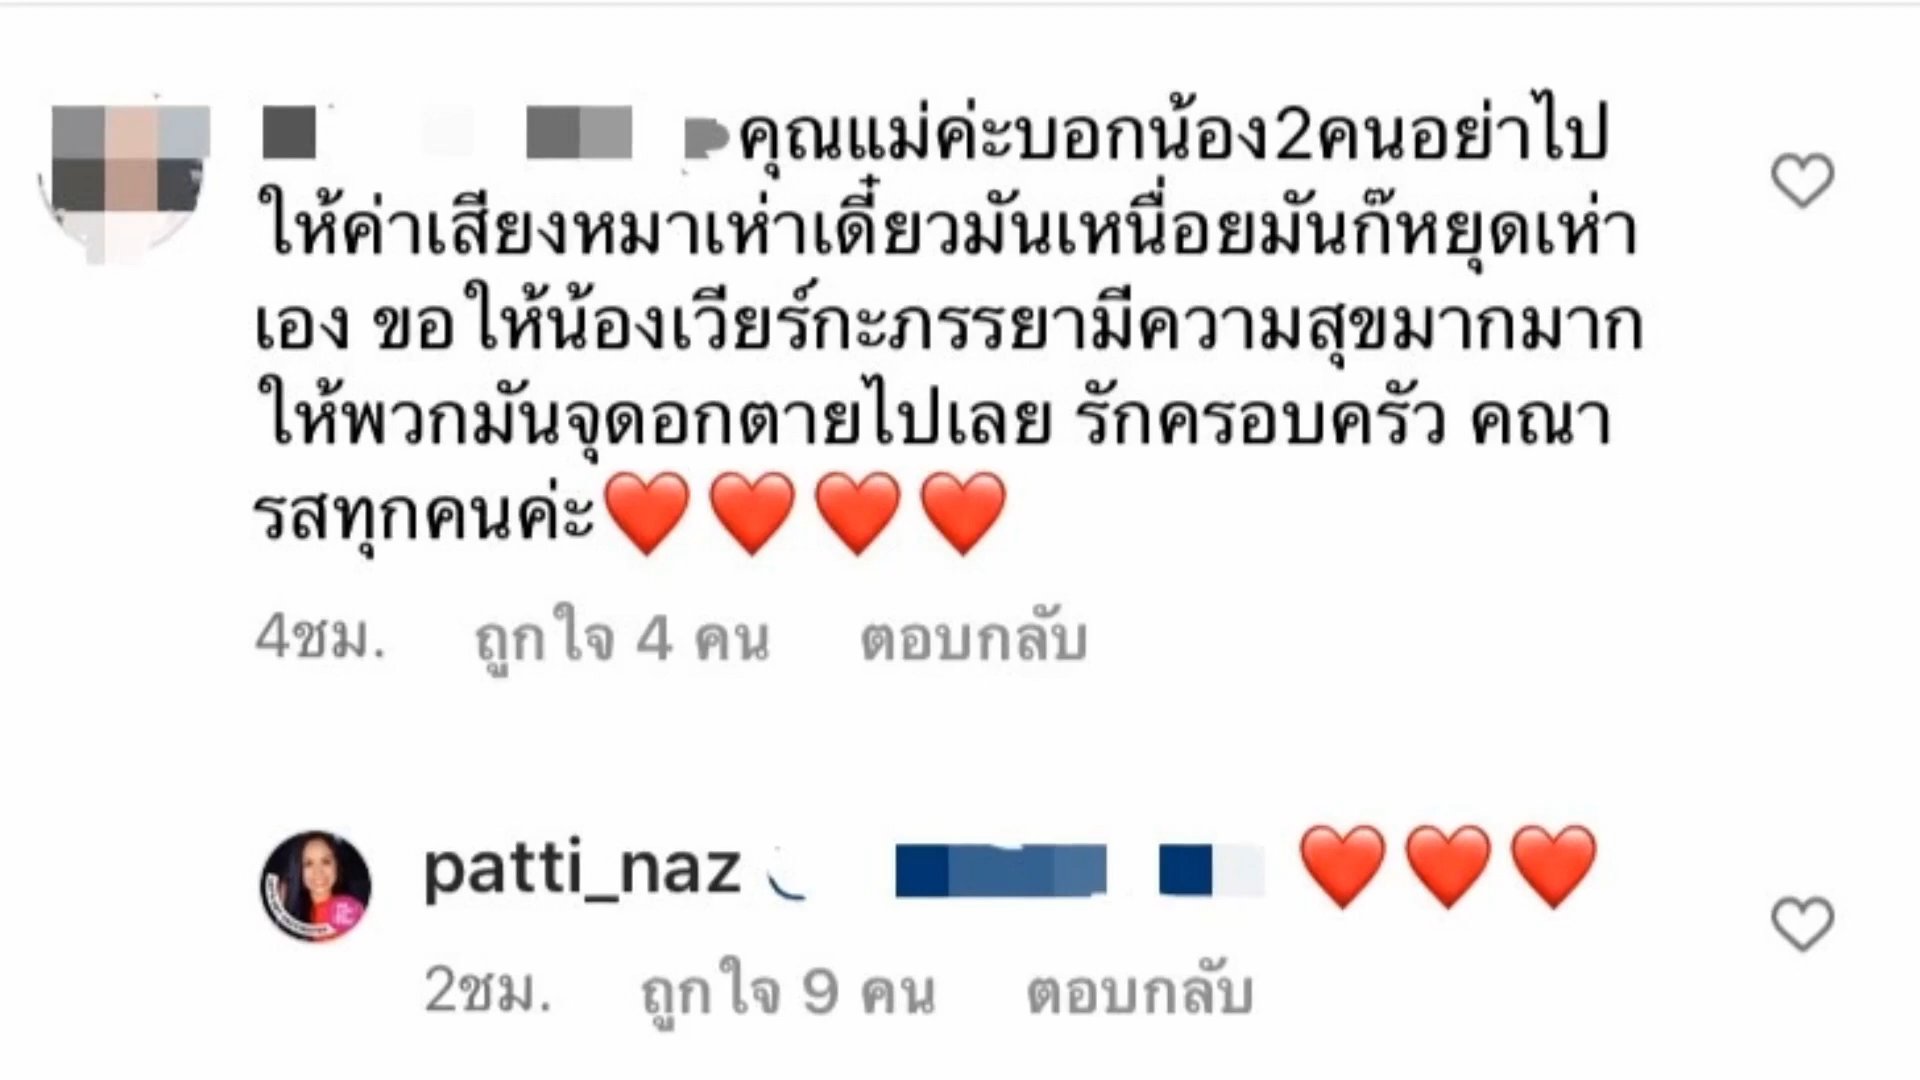 คุณแม่ค่ะบอกน้อง2คนอย่าไป
ให้ค่าเสียงหมาเห่าเดี๋ยวมันเหนื่อยมันก๊หยุดเห่า
เอง ขอให้น้องเวียร์กะภรรยามีความสุขมากมาก
ให้พวกมันจุดอกตายไปเลย รักครอบครัว คณา
รสทุกคนค่ะ❤️❤️❤️❤️
4ชม. ถูกใจ 4 คน ตอบกลับ
patti_naz ❤️❤️❤️
2ชม. ถูกใจ 9 คน ตอบกลับ